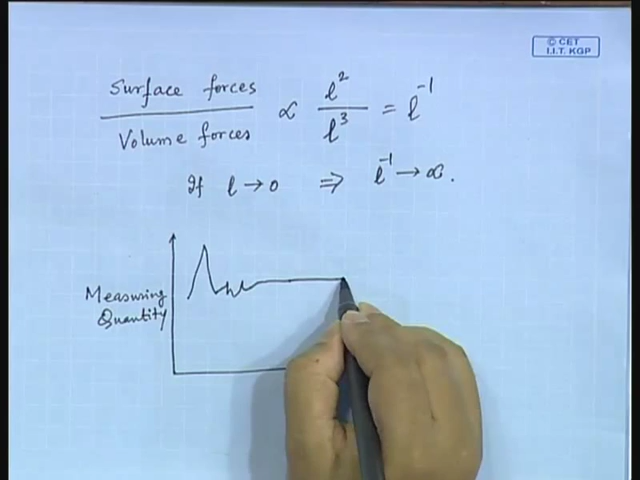 © CET
I.I.T. KGP
Surface forces / Volume forces ∝ l² / l³ = l⁻¹
If l → 0 ⇒ l⁻¹ → ∞.
Measuring
Quantity